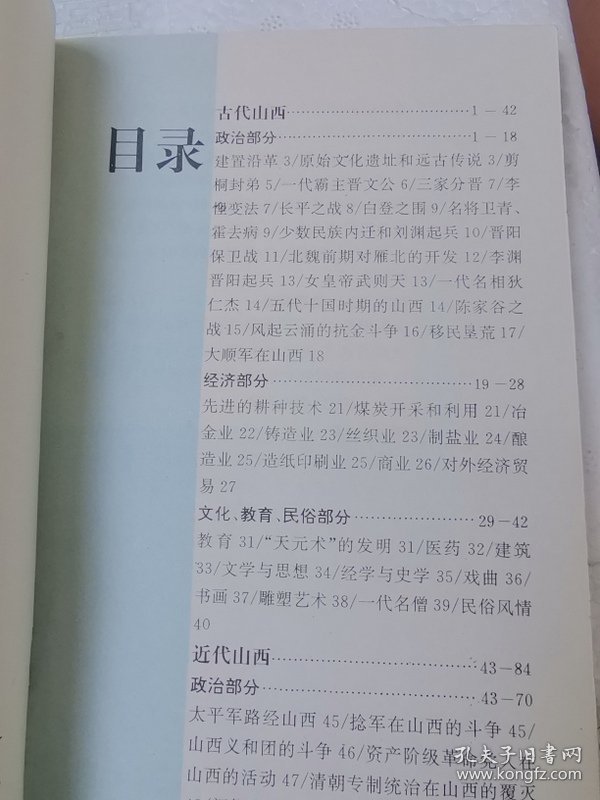 目录
古代山西……………………………1－42
政治部分……………………………1－18
建置沿革 3/原始文化遗址和远古传说 3/剪
桐封弟 5/一代霸主晋文公 6/三家分晋 7/李
悝变法 7/长平之战 8/白登之围 9/名将卫青、
霍去病 9/少数民族内迁和刘渊起兵 10/晋阳
保卫战 11/北魏前期对雁北的开发 12/李渊
晋阳起兵 13/女皇帝武则天 13/一代名相狄
仁杰 14/五代十国时期的山西 14/陈家谷之
战 15/风起云涌的抗金斗争 16/移民垦荒 17/
大顺军在山西 18
经济部分……………………………19－28
先进的耕种技术 21/煤炭开采和利用 21/冶
金业 22/铸造业 23/丝织业 23/制盐业 24/酿
造业 25/造纸印刷业 25/商业 26/对外经济贸
易 27
文化、教育、民俗部分…………………29－42
教育 31/“天元术”的发明 31/医药 32/建筑
33/文学与思想 34/经学与史学 35/戏曲 36/
书画 37/雕塑艺术 38/一代名僧 39/民俗风情
40
近代山西……………………………43－84
政治部分……………………………43－70
太平军路经山西 45/捻军在山西的斗争 45/
山西义和团的斗争 46/资产阶级革命党人在
山西的活动 47/清朝专制统治在山西的覆灭
孔夫子旧书网
www.kongfz.com